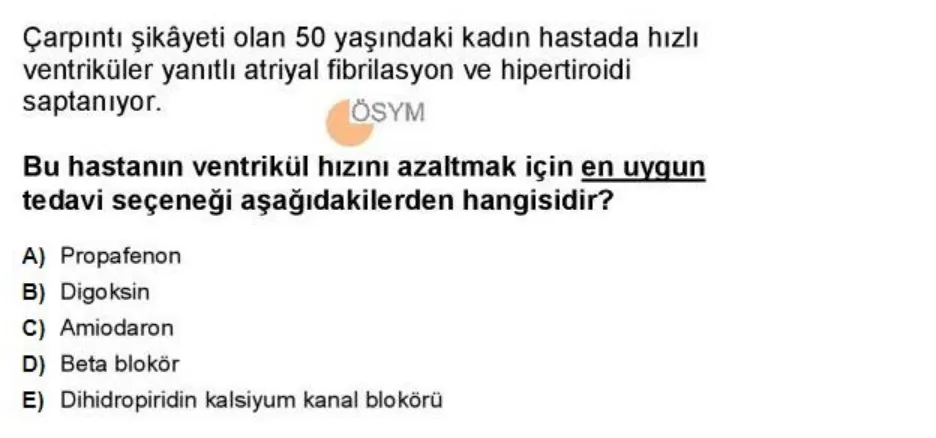 Çarpıntı şikâyeti olan 50 yaşındaki kadın hastada hızlı
ventriküler yanıtlı atriyal fibrilasyon ve hipertiroidi
saptanıyor.
ÖSYM
Bu hastanın ventrikül hızını azaltmak için en uygun
tedavi seçeneği aşağıdakilerden hangisidir?
A) Propafenon
B) Digoksin
C) Amiodaron
D) Beta blokör
E) Dihidropiridin kalsiyum kanal blokörü